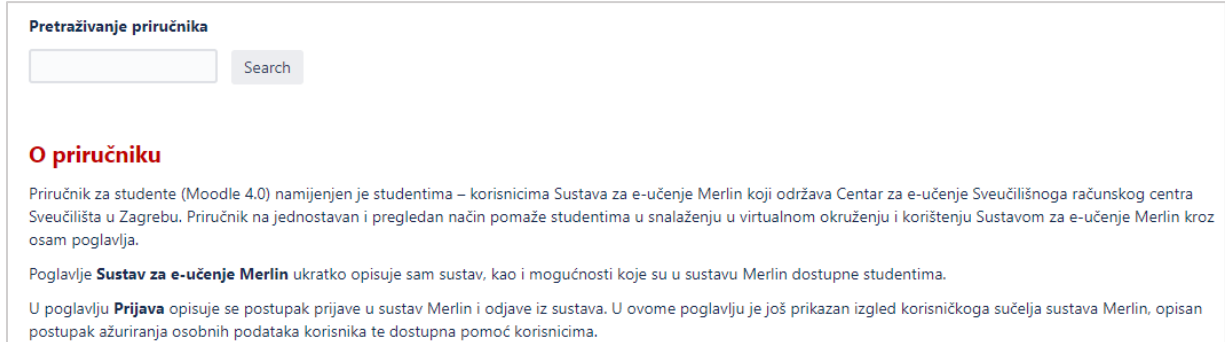 Pretraživanje priručnika
Search
O priručniku
Priručnik za studente (Moodle 4.0) namijenjen je studentima – korisnicima Sustava za e-učenje Merlin koji održava Centar za e-učenje Sveučilišnoga računskog centra
Sveučilišta u Zagrebu. Priručnik na jednostavan i pregledan način pomaže studentima u snalaženju u virtualnom okruženju i korištenju Sustavom za e-učenje Merlin kroz
osam poglavlja.
Poglavlje Sustav za e-učenje Merlin ukratko opisuje sam sustav, kao i mogućnosti koje su u sustavu Merlin dostupne studentima.
U poglavlju Prijava opisuje se postupak prijave u sustav Merlin i odjave iz sustava. U ovome poglavlju je još prikazan izgled korisničkoga sučelja sustava Merlin, opisan
postupak ažuriranja osobnih podataka korisnika te dostupna pomoć korisnicima.